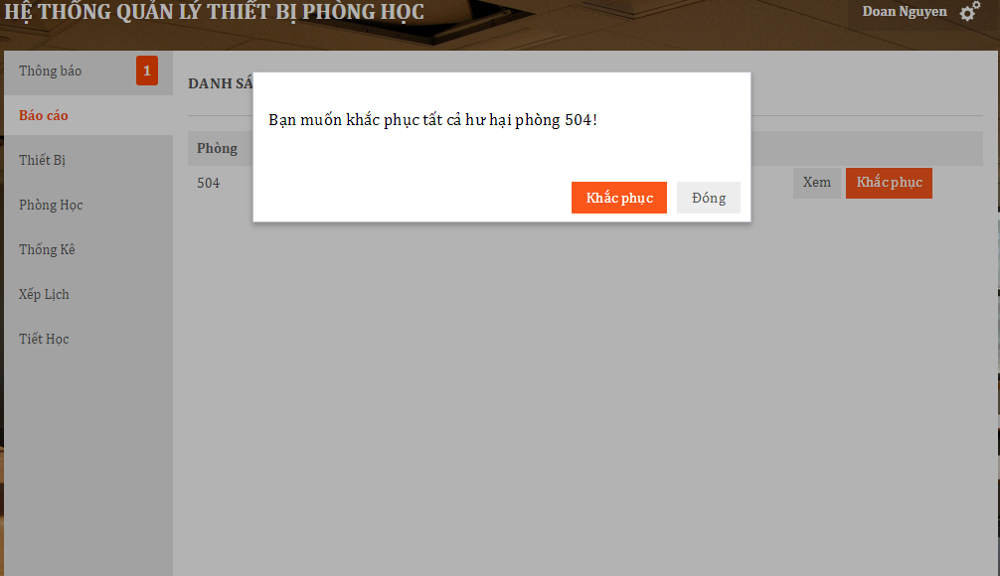 HỆ THỐNG QUẢN LÝ THIẾT BỊ PHÒNG HỌC
Doan Nguyen
Thông báo
1
Báo cáo
Thiết Bị
Phòng Học
Thống Kê
Xếp Lịch
Tiết Học
DANH SÁ
Bạn muốn khắc phục tất cả hư hại phòng 504!
Khắc phục
Đóng
Phòng
504
Xem
Khắc phục